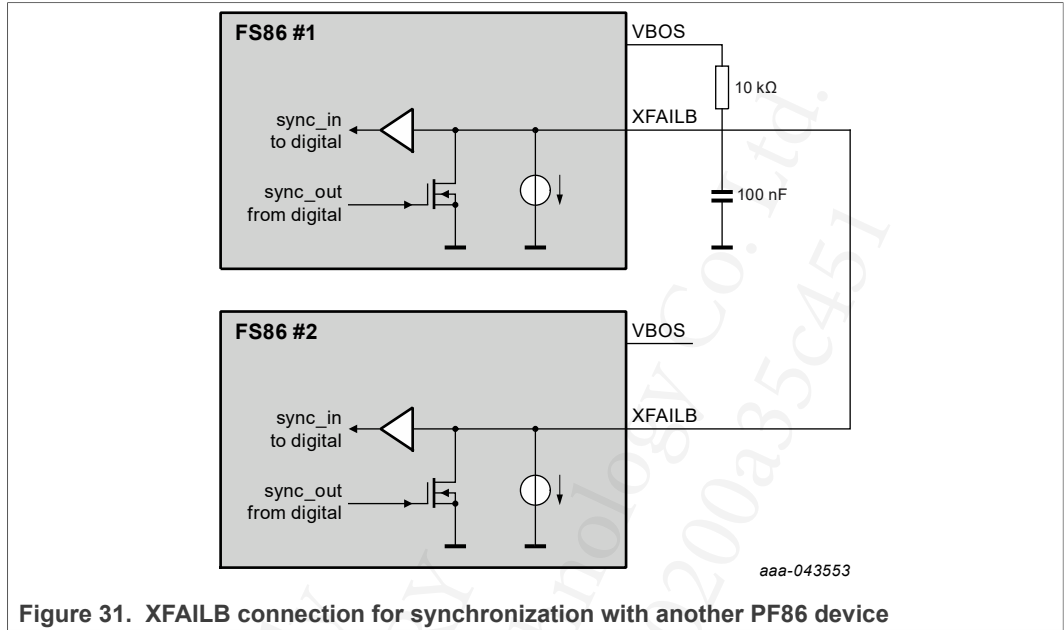 FS86 #1
VBOS
10 kΩ
XFAILB
sync_in
to digital
sync_out
from digital
100 nF
FS86 #2
VBOS
XFAILB
sync_in
to digital
sync_out
from digital
aaa-043553
Figure 31. XFAILB connection for synchronization with another PF86 device